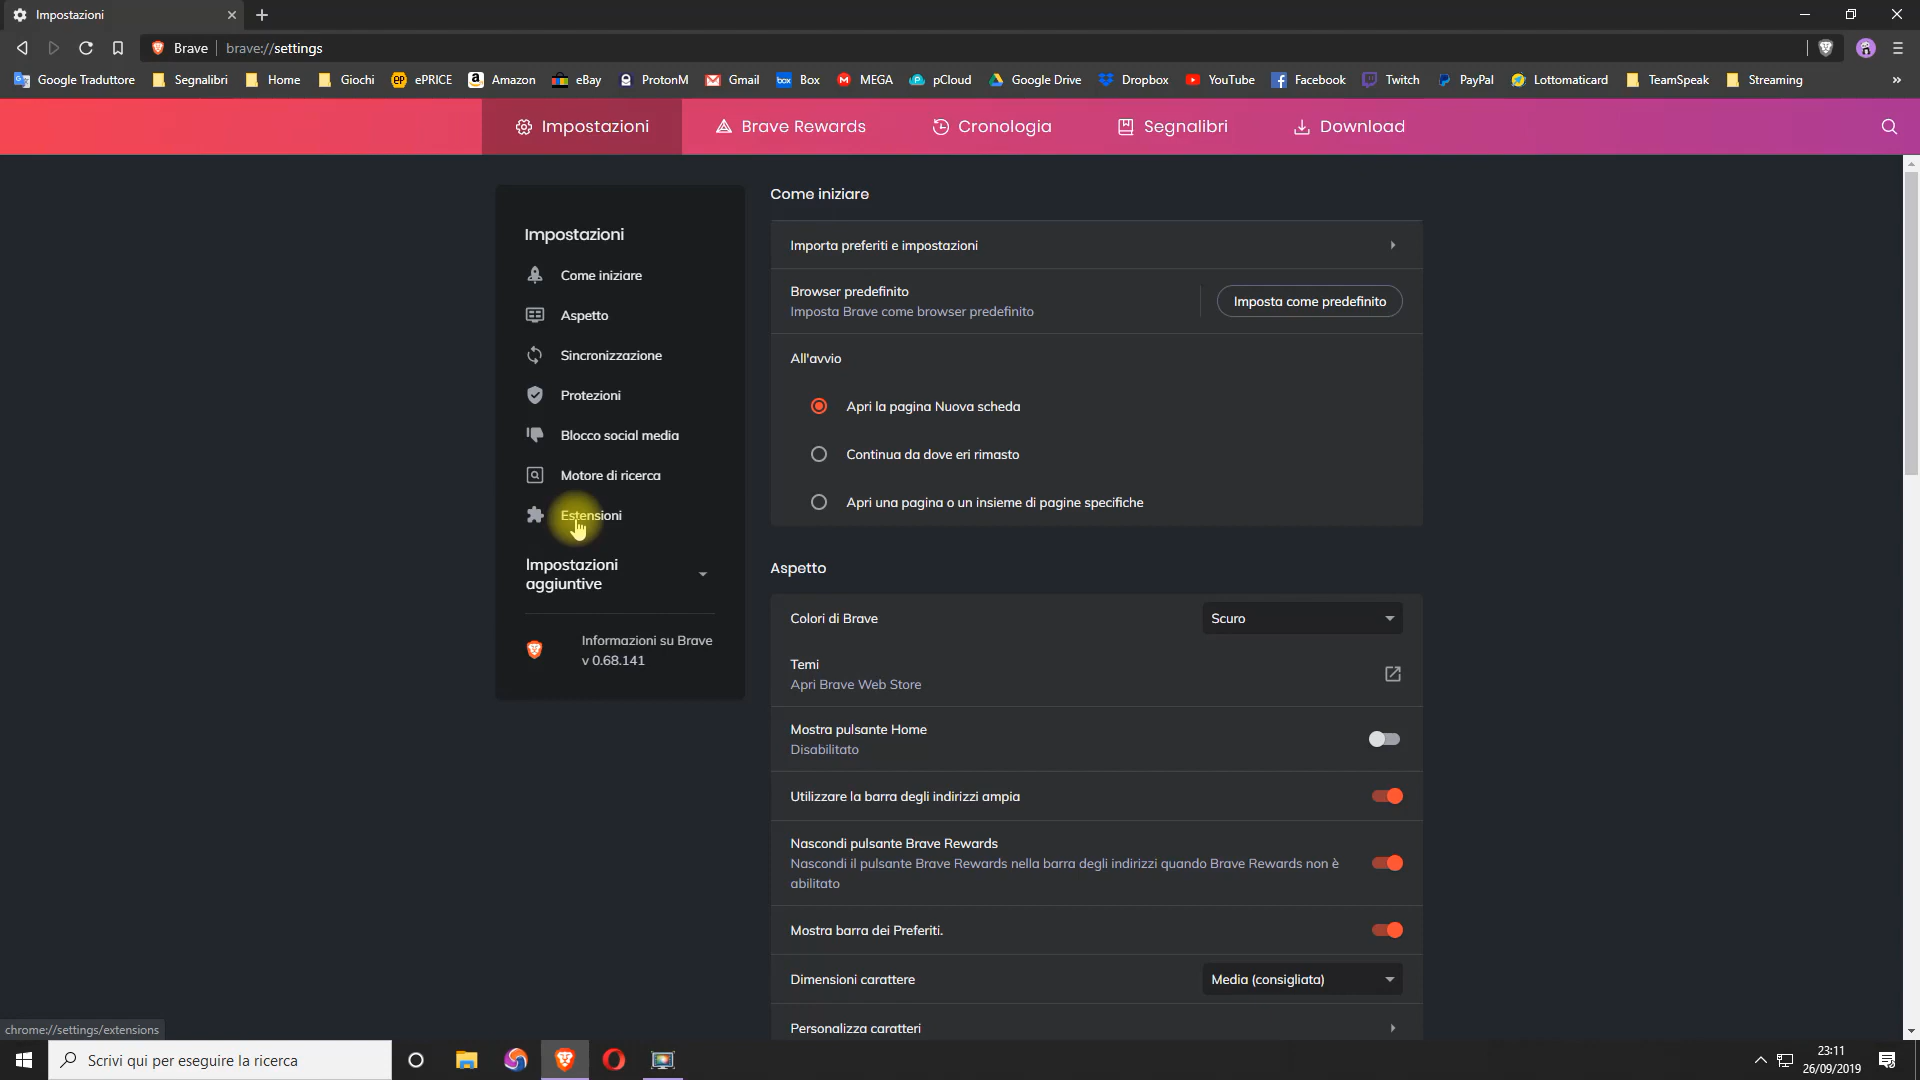 Impostazioni
Brave
brave://settings
Google Traduttore
Segnalibri
Home
Giochi
ePRICE
Amazon
eBay
ProtonM
Gmail
Box
MEGA
pCloud
Google Drive
Dropbox
YouTube
Facebook
Twitch
PayPal
Lottomaticard
TeamSpeak
Streaming
»
Impostazioni
Brave Rewards
Cronologia
Segnalibri
Download
Impostazioni
Come iniziare
Aspetto
Sincronizzazione
Protezioni
Blocco social media
Motore di ricerca
Estensioni
Impostazioni
aggiuntive
Informazioni su Brave
v 0.68.141
Come iniziare
Importa preferiti e impostazioni
Browser predefinito
Imposta Brave come browser predefinito
Imposta come predefinito
All'avvio
Apri la pagina Nuova scheda
Continua da dove eri rimasto
Apri una pagina o un insieme di pagine specifiche
Aspetto
Colori di Brave
Scuro
Temi
Apri Brave Web Store
Mostra pulsante Home
Disabilitato
Utilizzare la barra degli indirizzi ampia
Nascondi pulsante Brave Rewards
Nascondi il pulsante Brave Rewards nella barra degli indirizzi quando Brave Rewards non è
abilitato
Mostra barra dei Preferiti.
Dimensioni carattere
Media (consigliata)
Personalizza caratteri
chrome://settings/extensions
Scrivi qui per eseguire la ricerca
23:11
26/09/2019